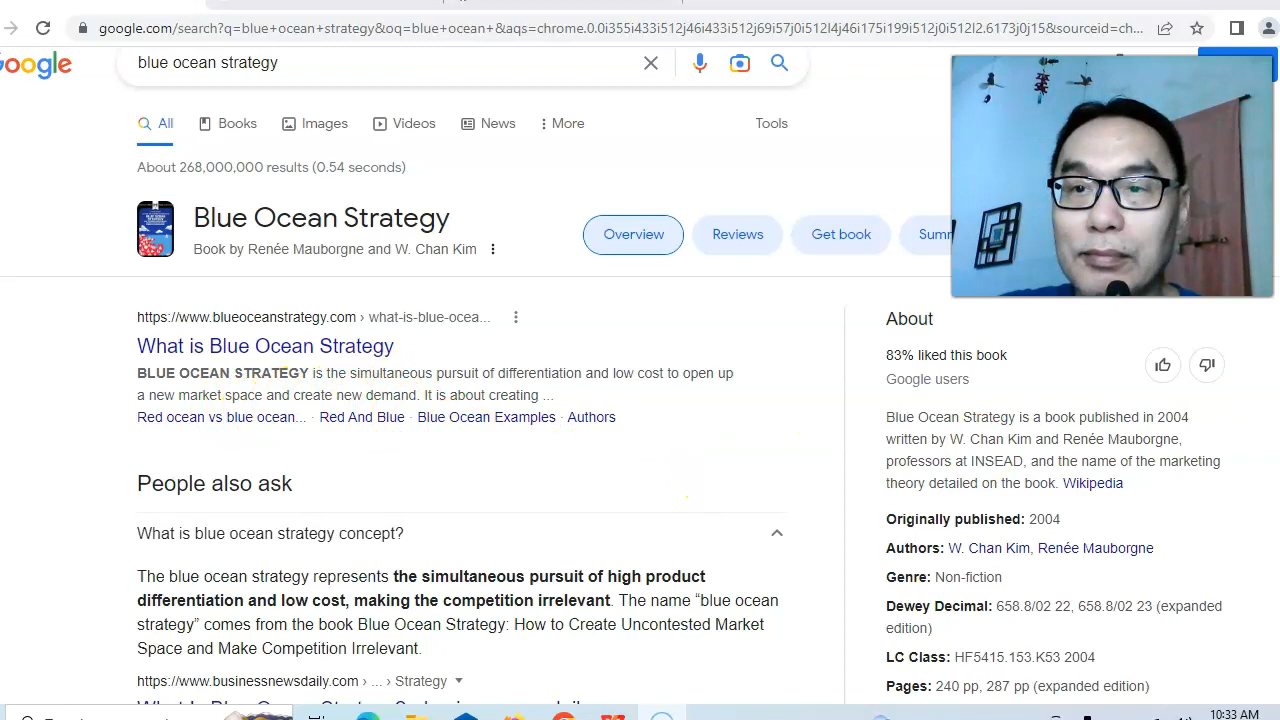 google.com/search?q=blue+ocean+strategy&oq=blue+ocean+&aqs=chrome.0.0i355i433i512j46i433i512j69i57j0i512l4j46i175i199i512j0i512l2.6173j0j15&sourceid=ch...
oogle
blue ocean strategy
All Books Images Videos News More Tools
About 268,000,000 results (0.54 seconds)
Blue Ocean Strategy
Book by Renée Mauborgne and W. Chan Kim
Overview Reviews Get book Sum
https://www.blueoceanstrategy.com › what-is-blue-ocea...
What is Blue Ocean Strategy
BLUE OCEAN STRATEGY is the simultaneous pursuit of differentiation and low cost to open up
a new market space and create new demand. It is about creating ...
Red ocean vs blue ocean... · Red And Blue · Blue Ocean Examples · Authors
People also ask
What is blue ocean strategy concept?
The blue ocean strategy represents the simultaneous pursuit of high product
differentiation and low cost, making the competition irrelevant. The name “blue ocean
strategy” comes from the book Blue Ocean Strategy: How to Create Uncontested Market
Space and Make Competition Irrelevant.
https://www.businessnewsdaily.com › ... › Strategy
About
83% liked this book
Google users
Blue Ocean Strategy is a book published in 2004
written by W. Chan Kim and Renée Mauborgne,
professors at INSEAD, and the name of the marketing
theory detailed on the book. Wikipedia
Originally published: 2004
Authors: W. Chan Kim, Renée Mauborgne
Genre: Non-fiction
Dewey Decimal: 658.8/02 22, 658.8/02 23 (expanded
edition)
LC Class: HF5415.153.K53 2004
Pages: 240 pp, 287 pp (expanded edition)
10:33 AM